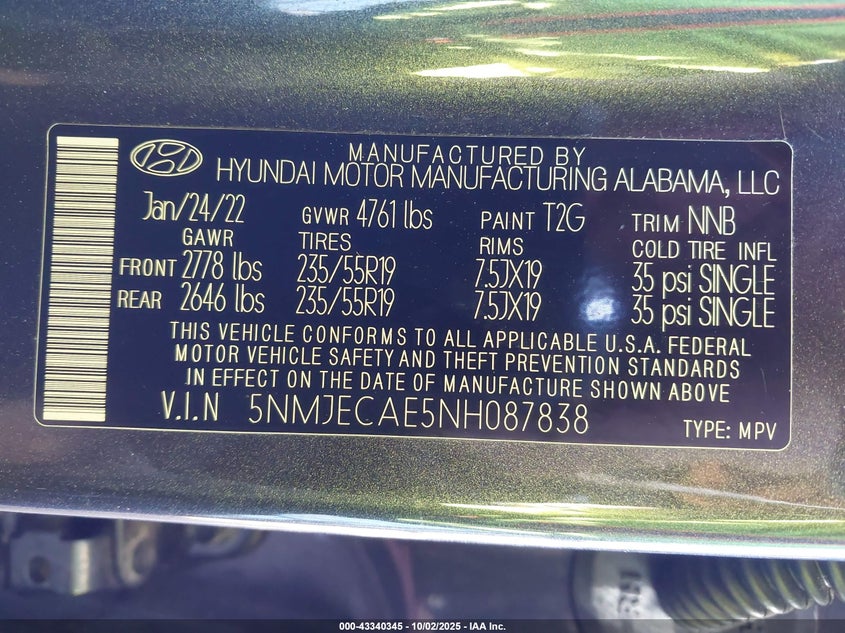 MANUFACTURED BY
HYUNDAI MOTOR MANUFACTURING ALABAMA, LLC
Jan/24/22 GVWR 4761 lbs PAINT T2G TRIM NNB
GAWR TIRES RIMS COLD TIRE INFL
FRONT 2778 lbs 235/55R19 7.5JX19 35 psi SINGLE
REAR 2646 lbs 235/55R19 7.5JX19 35 psi SINGLE
THIS VEHICLE CONFORMS TO ALL APPLICABLE U.S.A. FEDERAL
MOTOR VEHICLE SAFETY AND THEFT PREVENTION STANDARDS
IN EFFECT ON THE DATE OF MANUFACTURE SHOWN ABOVE
V.I.N 5NMJECAE5NH087838 TYPE: MPV
RH
000-43340345 - 10/02/2025 - IAA Inc.